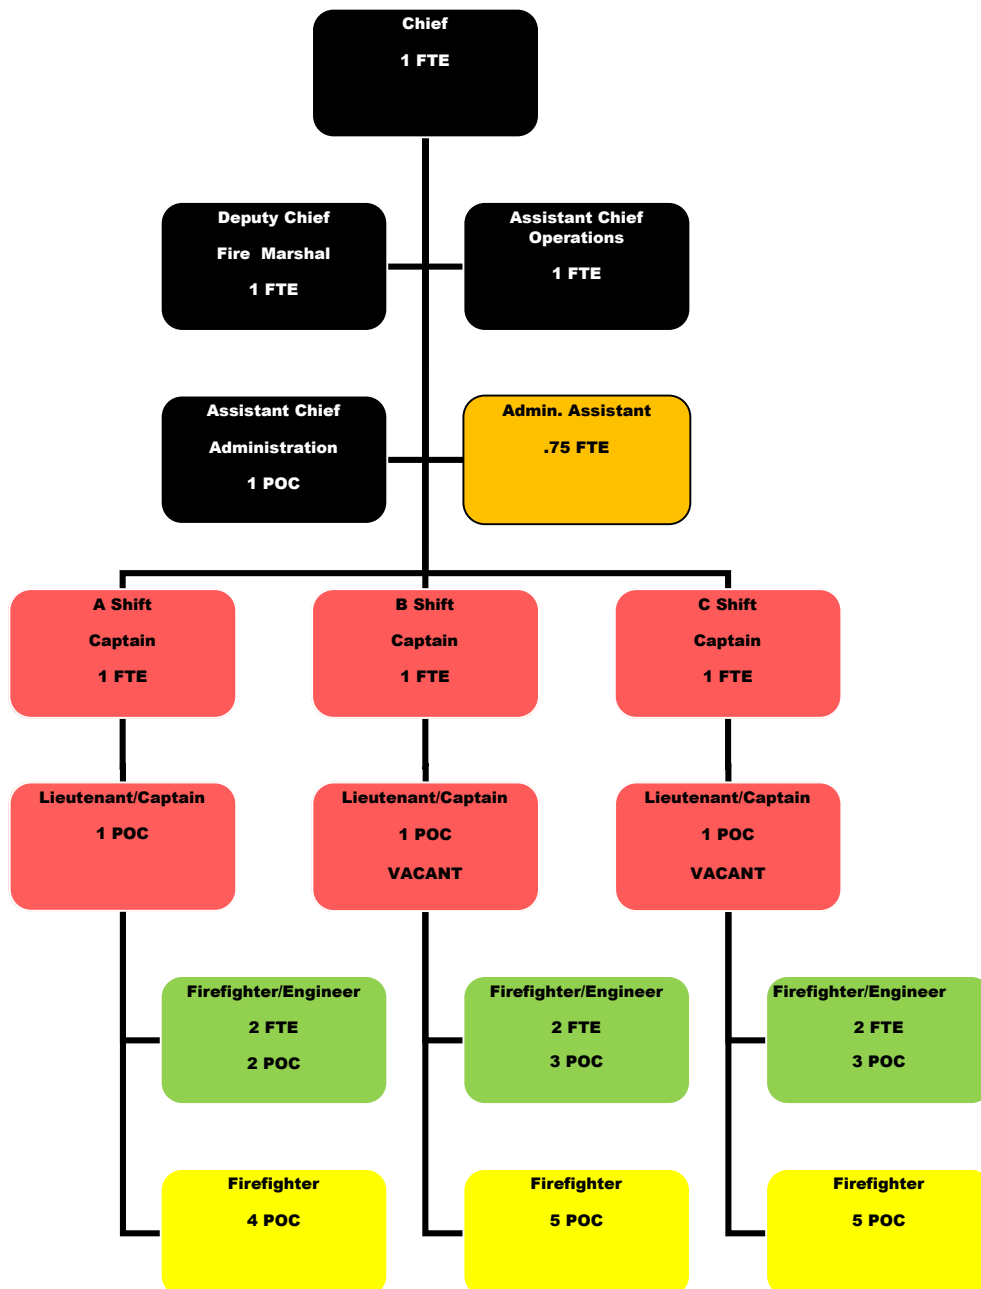 Chief
1 FTE
Deputy Chief
Fire  Marshal
1 FTE
Assistant Chief
Operations
1 FTE
Assistant Chief
Administration
1 POC
Admin. Assistant
.75 FTE
A Shift
Captain
1 FTE
B Shift
Captain
1 FTE
C Shift
Captain
1 FTE
Lieutenant/Captain
1 POC
Lieutenant/Captain
1 POC
VACANT
Lieutenant/Captain
1 POC
VACANT
Firefighter/Engineer
2 FTE
2 POC
Firefighter/Engineer
2 FTE
3 POC
Firefighter/Engineer
2 FTE
3 POC
Firefighter
4 POC
Firefighter
5 POC
Firefighter
5 POC